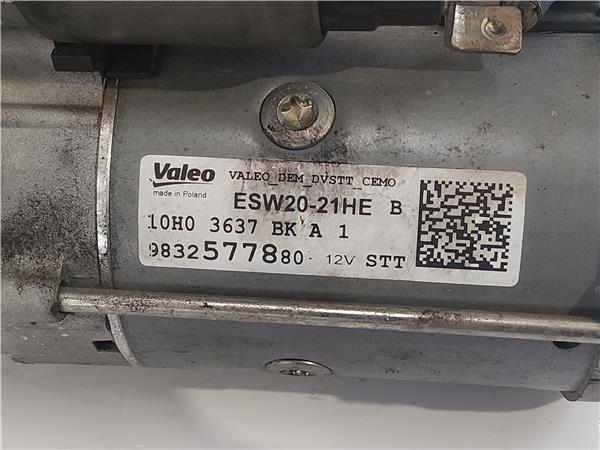 Valeo VALEO_DEM_DVSTT_CEMO
made in Poland
ESW20-21HE B
10H0 3637 BK A 1
9832577880 - 12V STT